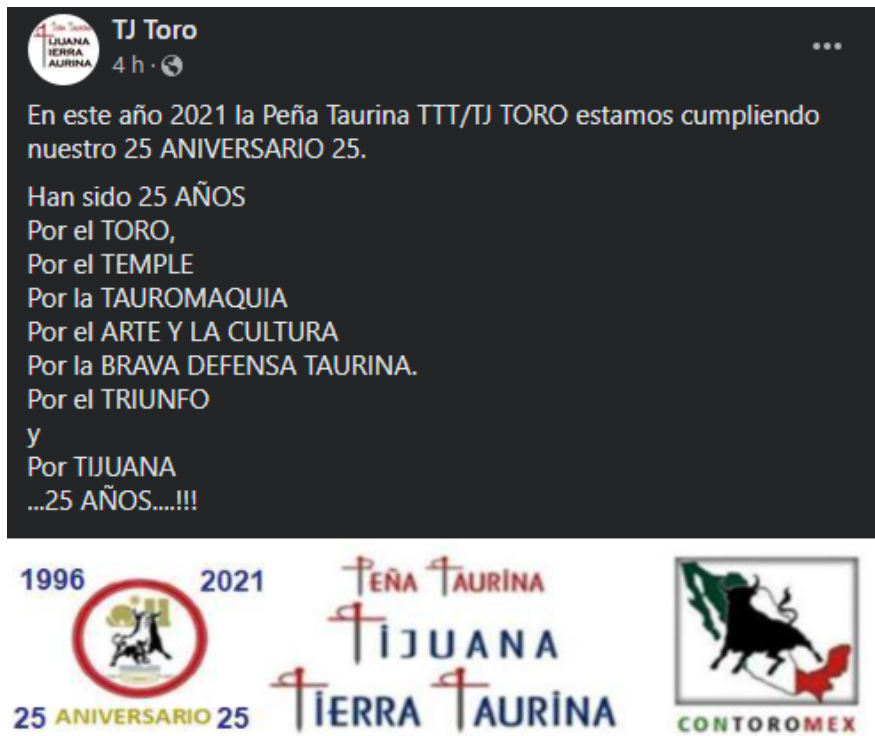 Peña Taurina
TIJUANA
TIERRA
TAURINA
TJ Toro
4 h ·
En este año 2021 la Peña Taurina TTT/TJ TORO estamos cumpliendo
nuestro 25 ANIVERSARIO 25.
Han sido 25 AÑOS
Por el TORO,
Por el TEMPLE
Por la TAUROMAQUIA
Por el ARTE Y LA CULTURA
Por la BRAVA DEFENSA TAURINA.
Por el TRIUNFO
y
Por TIJUANA
...25 AÑOS....!!!
1996 2021
25 ANIVERSARIO 25
PEÑA TAURINA
TIJUANA
TIERRA TAURINA
CONTOROMEX